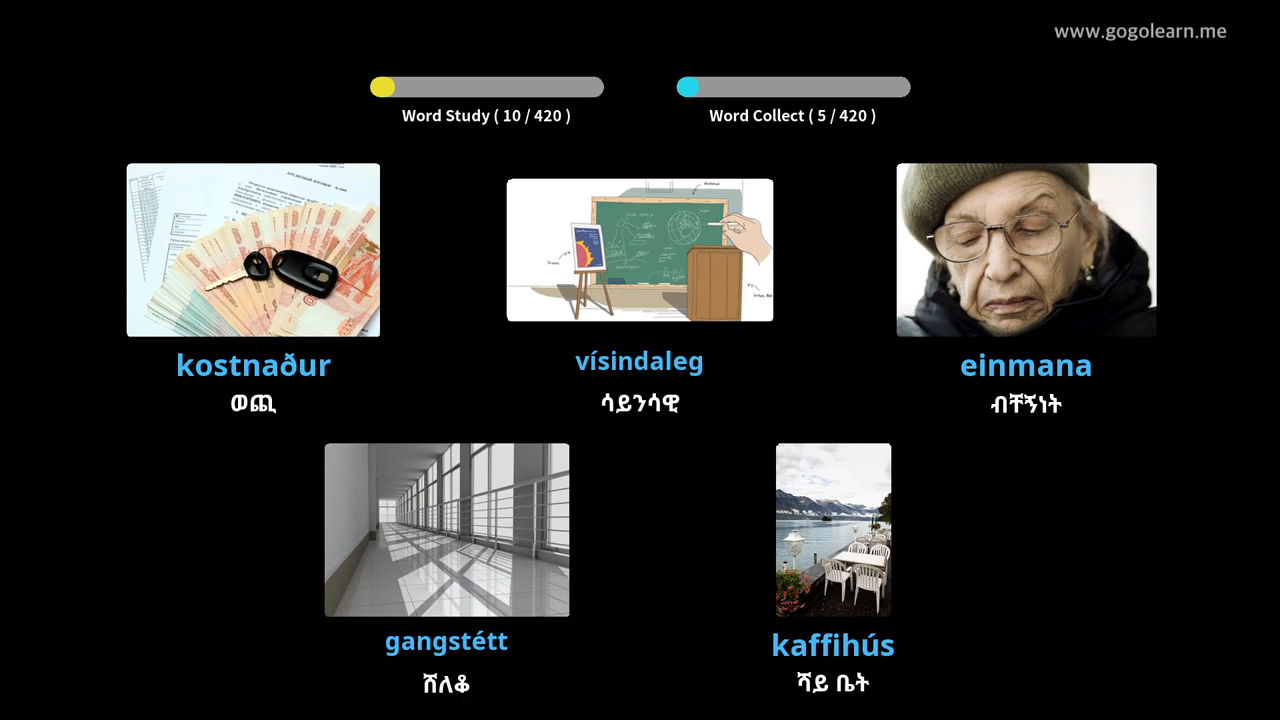 www.gogolearn.me
Word Study ( 10 / 420 )
Word Collect ( 5 / 420 )
kostnaður
ወጪ
vísindaleg
ሳይንሳዊ
einmana
ብቸኝነት
gangstétt
ሽለቆ
kaffihús
ሻይ ቤት